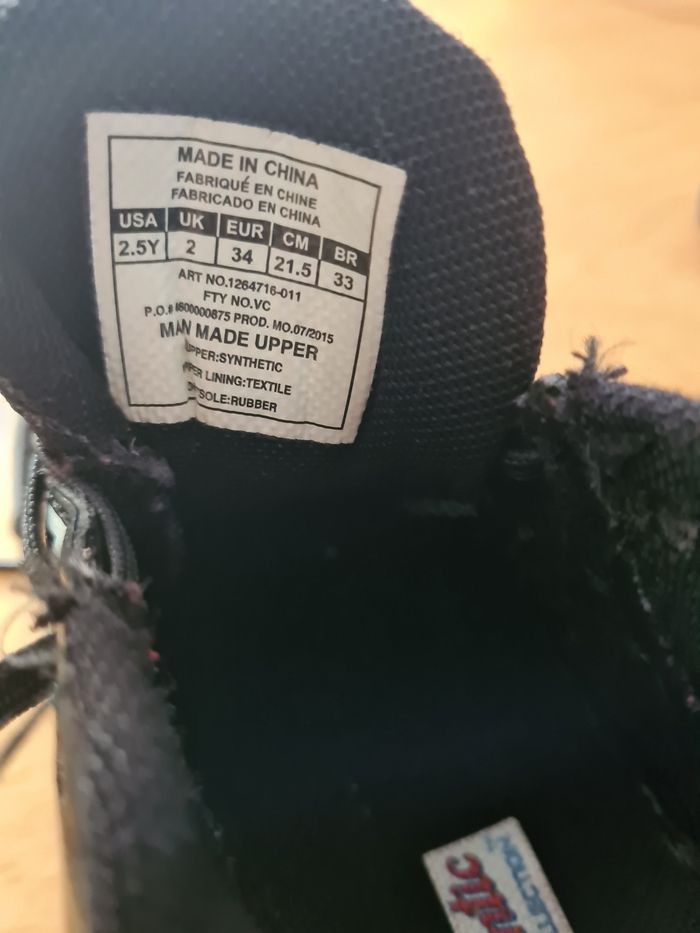 MADE IN CHINA
FABRIQUÉ EN CHINE
FABRICADO EN CHINA
USA UK EUR CM BR
2.5Y 2 34 21.5 33
ART NO.1264716-011
FTY NO.VC
P.O.# PROD. MO.07/2015
MAN MADE UPPER
UPPER:SYNTHETIC
LINING:TEXTILE
SOLE:RUBBER